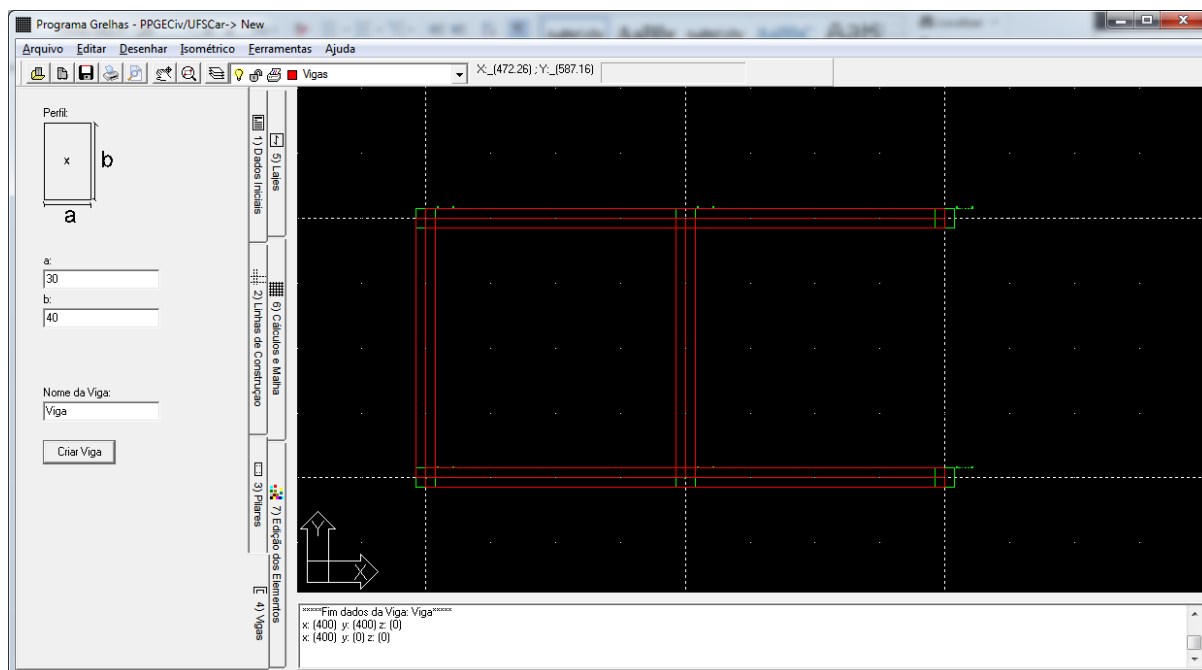 Programa Grelhas - PPGECiv/UFSCar-> New
Arquivo Editar Desenhar Isométrico Ferramentas Ajuda
Vigas
X:_(472.26) ; Y:_(587.16)
Perfil:
x
b
a
a:
30
b:
40
Nome da Viga:
Viga
Criar Viga
1) Dados Iniciais
2) Linhas de Construçao
3) Pilares
4) Vigas
5) Lajes
6) Cálculos e Malha
7) Edição dos Elementos
Y
X
*****Fim dados da Viga: Viga*****
x: (400) y: (400) z: (0)
x: (400) y: (0) z: (0)